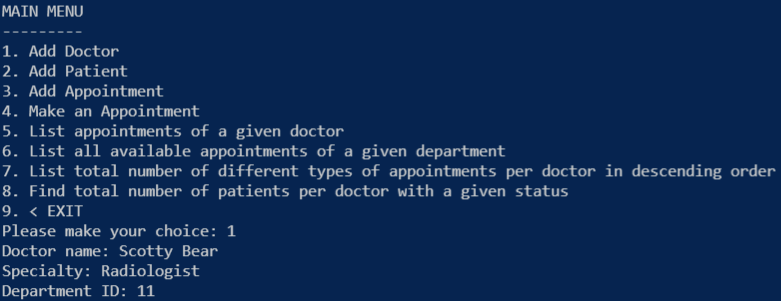 MAIN MENU
---------
1. Add Doctor
2. Add Patient
3. Add Appointment
4. Make an Appointment
5. List appointments of a given doctor
6. List all available appointments of a given department
7. List total number of different types of appointments per doctor in descending order
8. Find total number of patients per doctor with a given status
9. < EXIT
Please make your choice: 1
Doctor name: Scotty Bear
Specialty: Radiologist
Department ID: 11